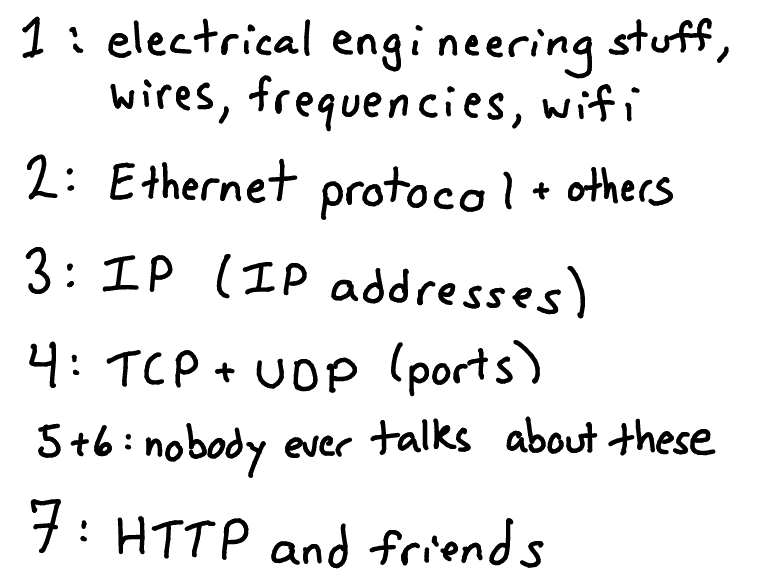 1: electrical engineering stuff,
wires, frequencies, wifi
2: Ethernet protocol + others
3: IP (IP addresses)
4: TCP + UDP (ports)
5+6: nobody ever talks about these
7: HTTP and friends